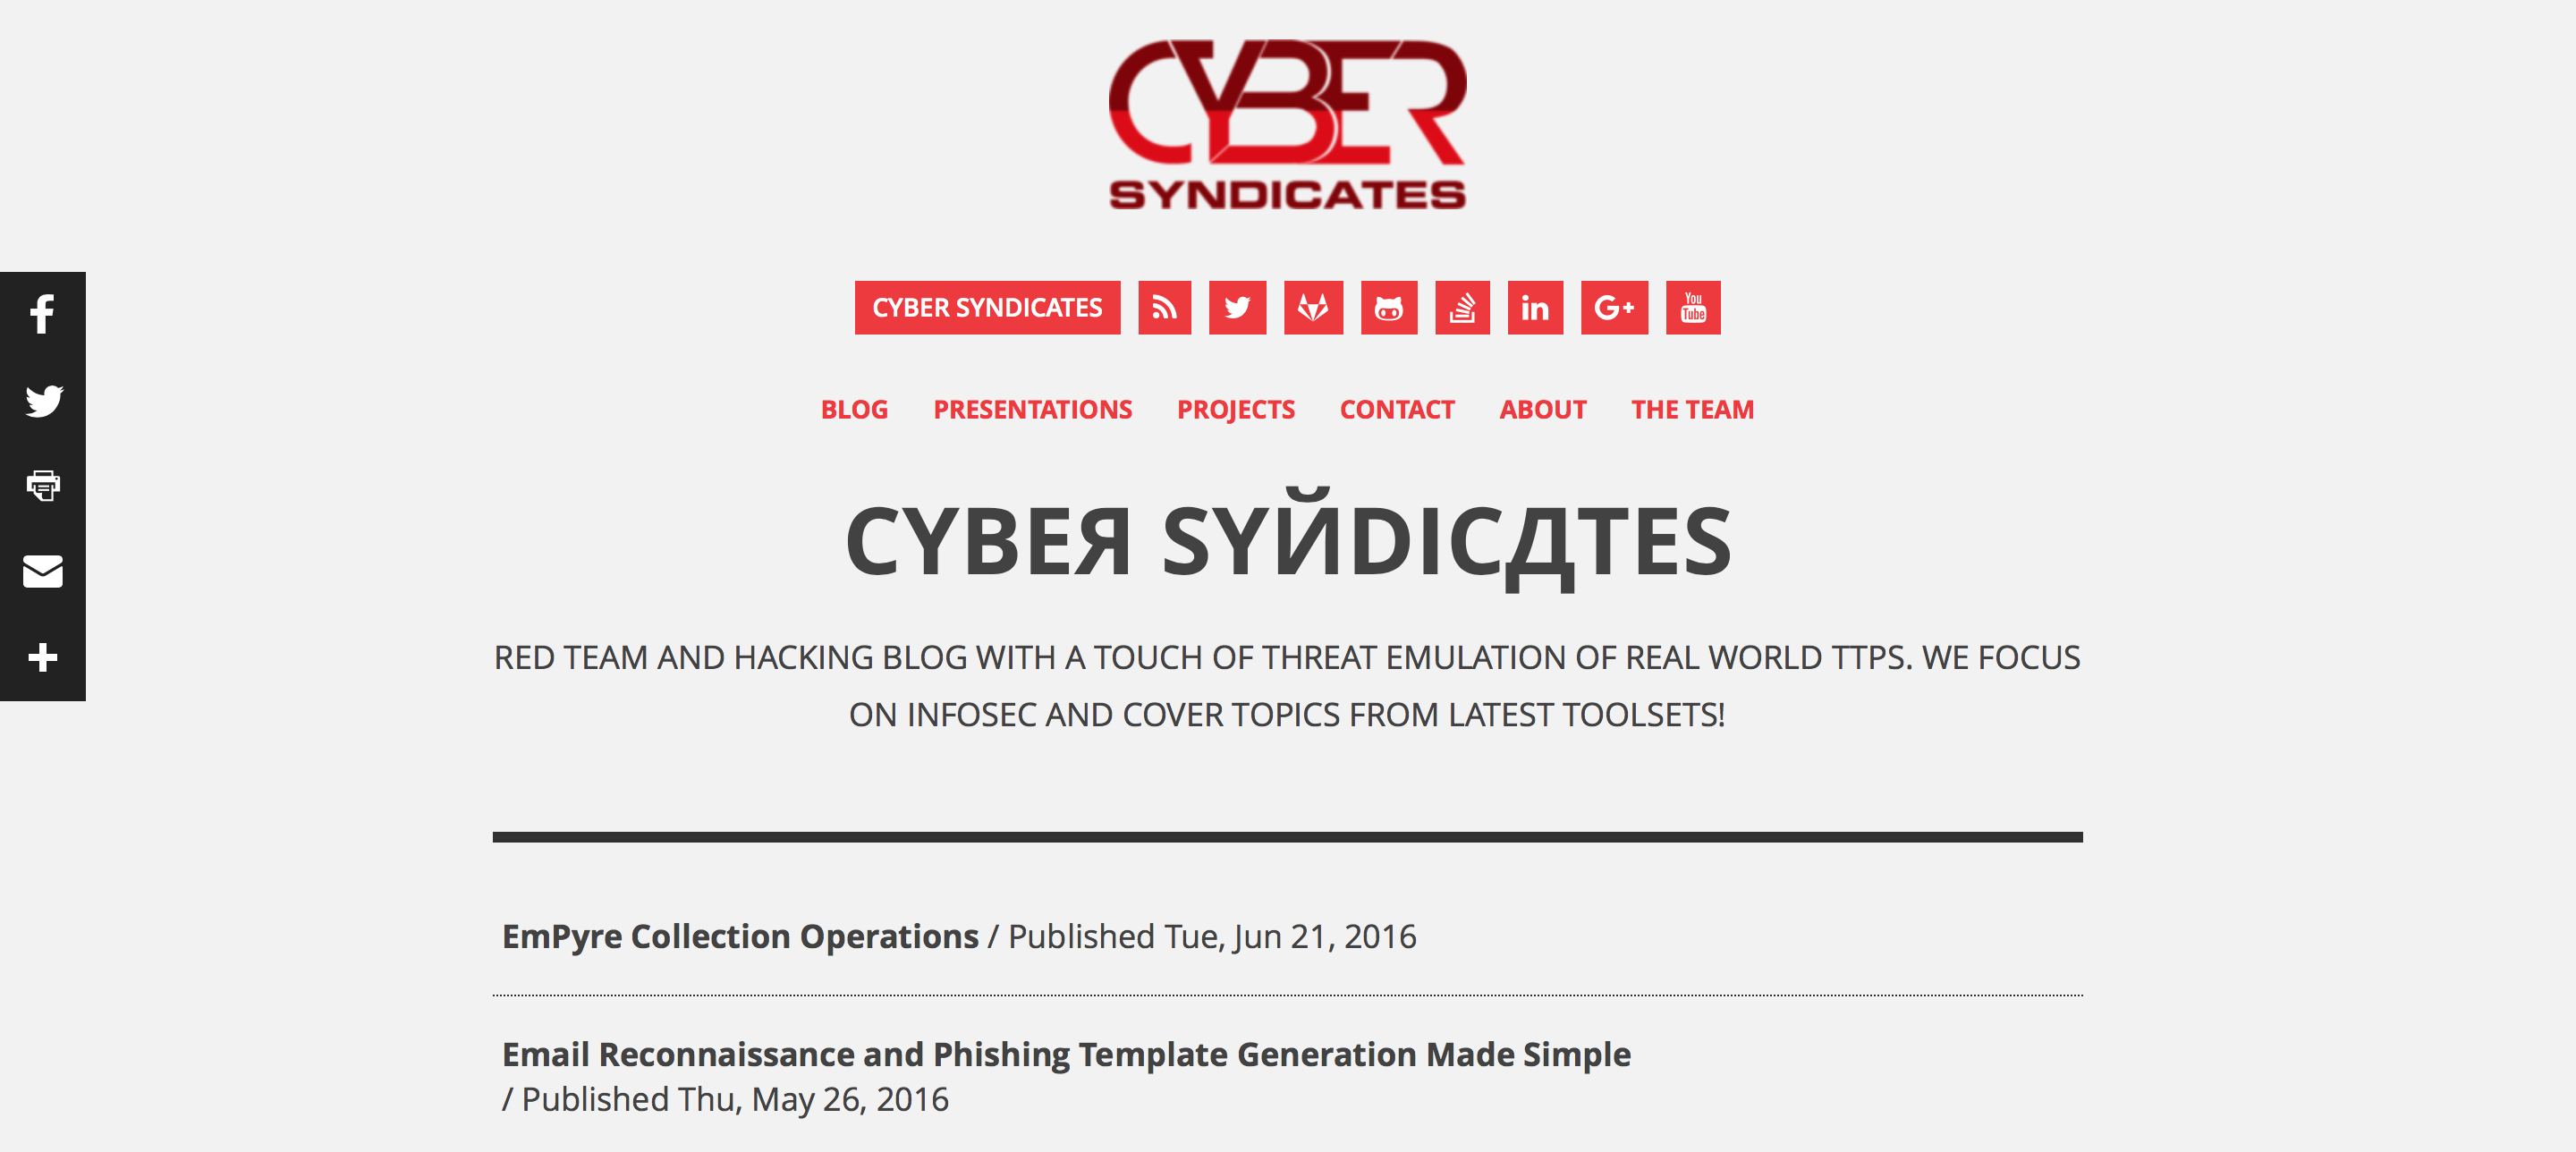 CYBER
SYNDICATES
CYBER SYNDICATES
in
G+
You
Tube
BLOG PRESENTATIONS PROJECTS CONTACT ABOUT THE TEAM
CYBEЯ SYЙDICДTES
RED TEAM AND HACKING BLOG WITH A TOUCH OF THREAT EMULATION OF REAL WORLD TTPS. WE FOCUS
ON INFOSEC AND COVER TOPICS FROM LATEST TOOLSETS!
EmPyre Collection Operations / Published Tue, Jun 21, 2016
Email Reconnaissance and Phishing Template Generation Made Simple
/ Published Thu, May 26, 2016